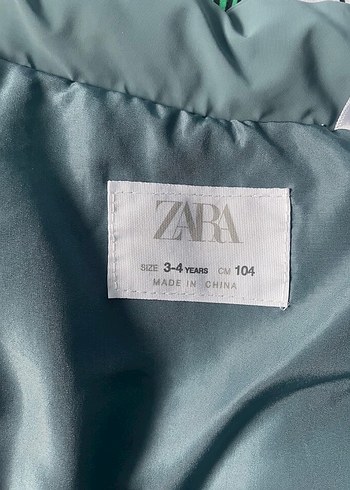 ZARA
SIZE 3-4 YEARS CM 104
MADE IN CHINA